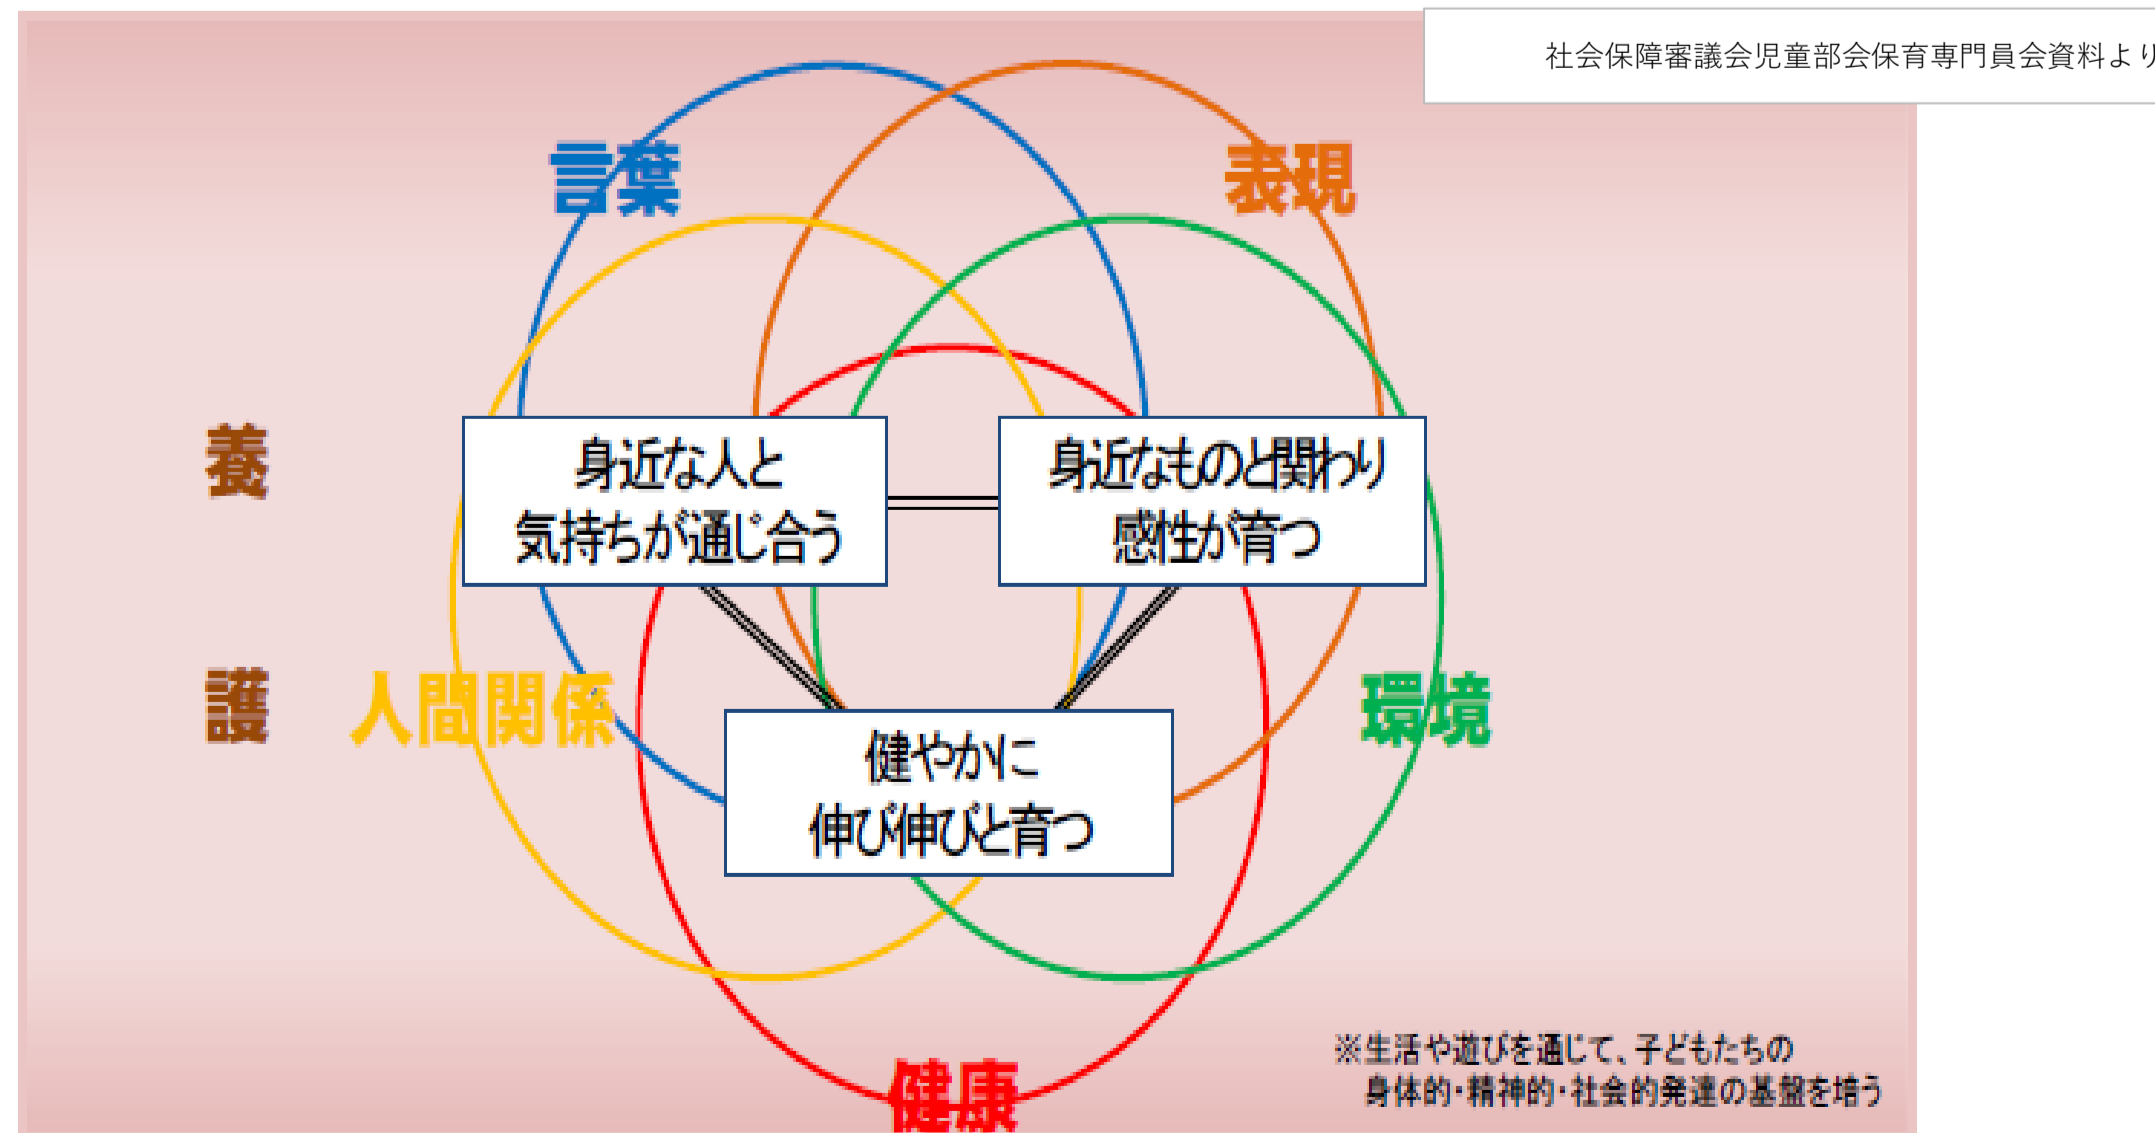 社会保障審議会児童部会保育専門員会資料より
言葉
表現
養
護
身近な人と
気持ちが通じ合う
身近なものと関わり
感性が育つ
人間関係
環境
健やかに
伸び伸びと育つ
健康
※生活や遊びを通じて、子どもたちの
身体的・精神的・社会的発達の基盤を培う